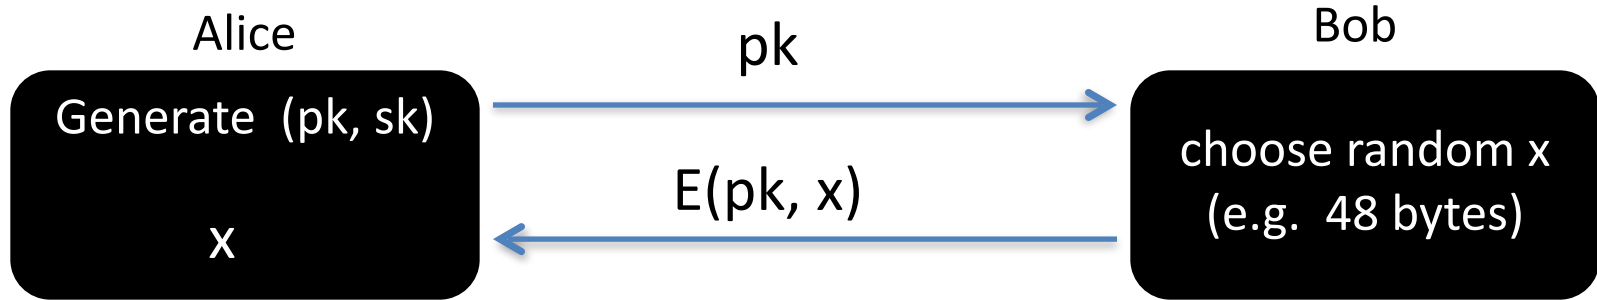 Alice
Generate (pk, sk)
x
pk
E(pk, x)
Bob
choose random x
(e.g. 48 bytes)